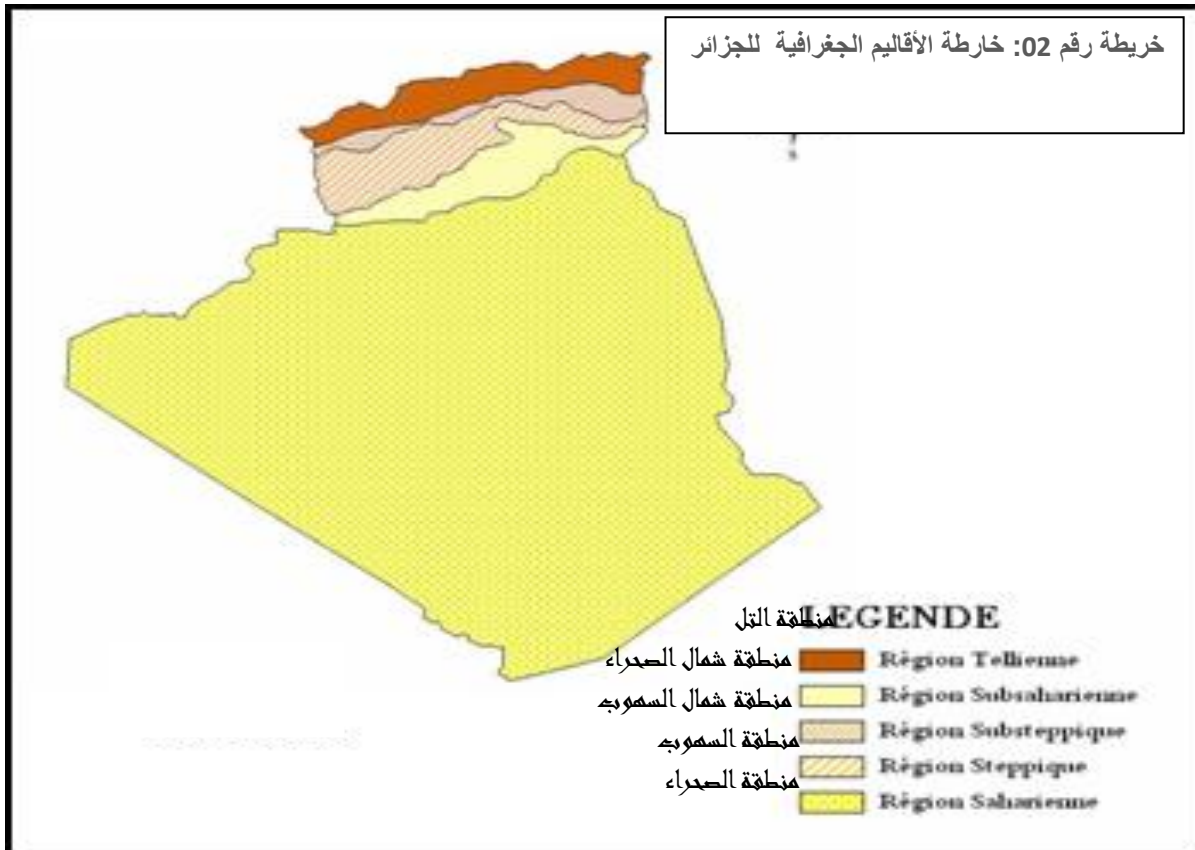 خريطة رقم 02: خارطة الأقاليم الجغرافية للجزائر
S
LEGENDE
منطقة التل
Région Tellienne
منطقة شمال الصحراء
Région Subsaharienne
منطقة شمال السهوب
Région Substeppique
منطقة السهوب
Région Steppique
منطقة الصحراء
Région Saharienne